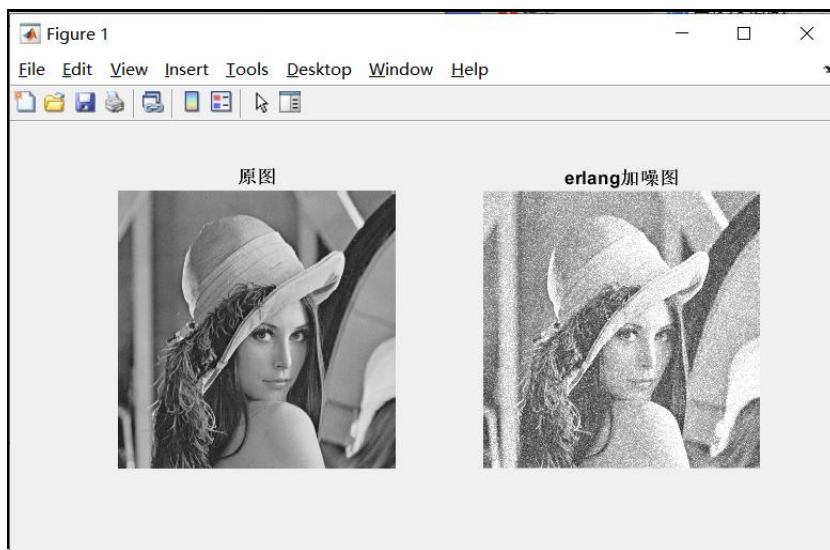 Figure 1
File Edit View Insert Tools Desktop Window Help
原图
erlang加噪图